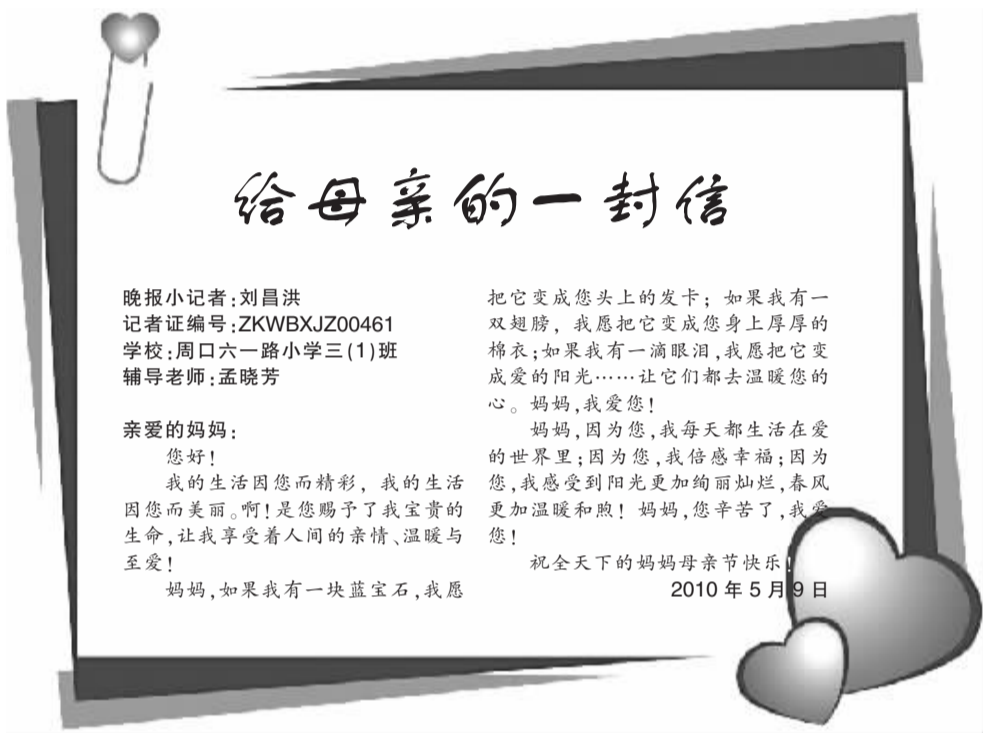 给母亲的一封信
晚报小记者:刘昌洪
记者证编号:ZKWBXJZ00461
学校:周口六一路小学三(1)班
辅导老师:孟晓芳
亲爱的妈妈:
您好!
我的生活因您而精彩，我的生活
因您而美丽。啊!是您赐予了我宝贵的
生命,让我享受着人间的亲情、温暖与
至爱!
妈妈,如果我有一块蓝宝石,我愿
把它变成您头上的发卡；如果我有一
双翅膀，我愿把它变成您身上厚厚的
棉衣;如果我有一滴眼泪,我愿把它变
成爱的阳光……让它们都去温暖您的
心。妈妈,我爱您!
妈妈,因为您,我每天都生活在爱
的世界里;因为您,我倍感幸福;因为
您,我感受到阳光更加绚丽灿烂,春风
更加温暖和煦！妈妈,您辛苦了,我爱
您!
祝全天下的妈妈母亲节快乐!
2010年5月9日